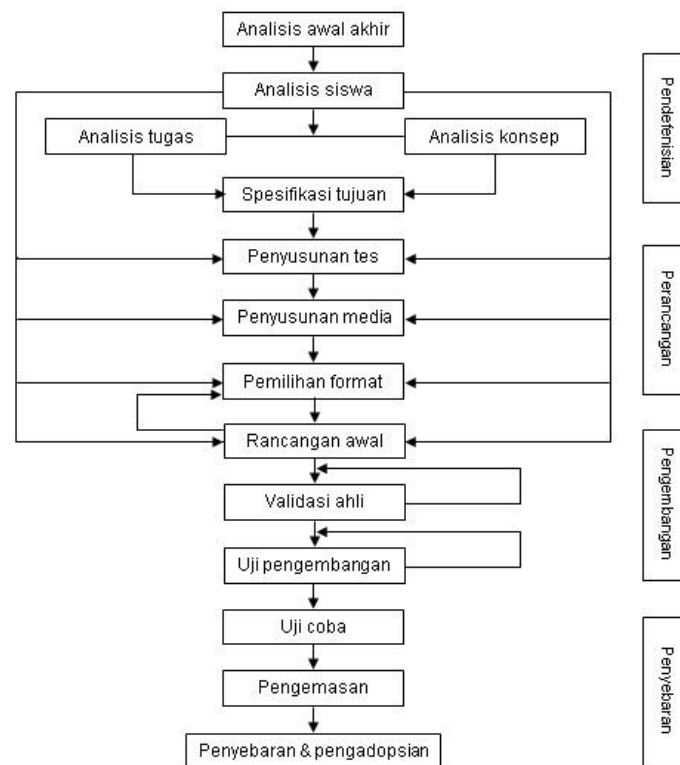 Analisis awal akhir
Analisis siswa
Analisis tugas
Analisis konsep
Spesifikasi tujuan
Penyusunan tes
Penyusunan media
Pemilihan format
Rancangan awal
Validasi ahli
Uji pengembangan
Uji coba
Pengemasan
Penyebaran & pengadopsian
Pendefenisian
Perancangan
Pengembangan
Penyebaran